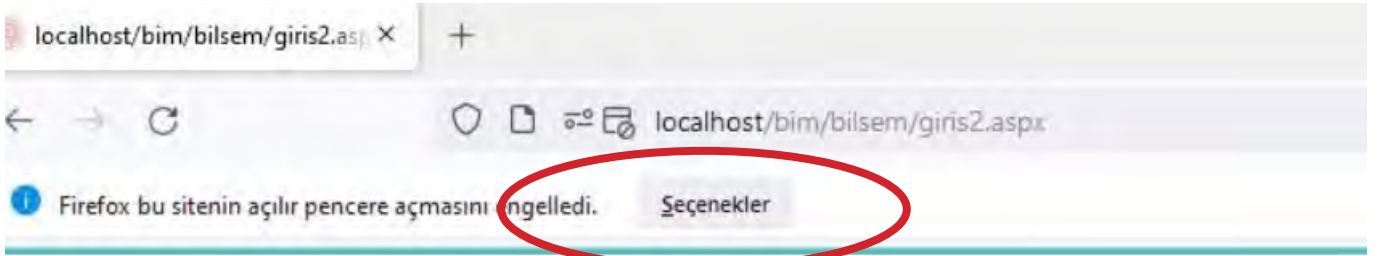 localhost/bim/bilsem/giris2.asp
localhost/bim/bilsem/giris2.aspx
Firefox bu sitenin açılır pencere açmasını engelledi. Seçenekler